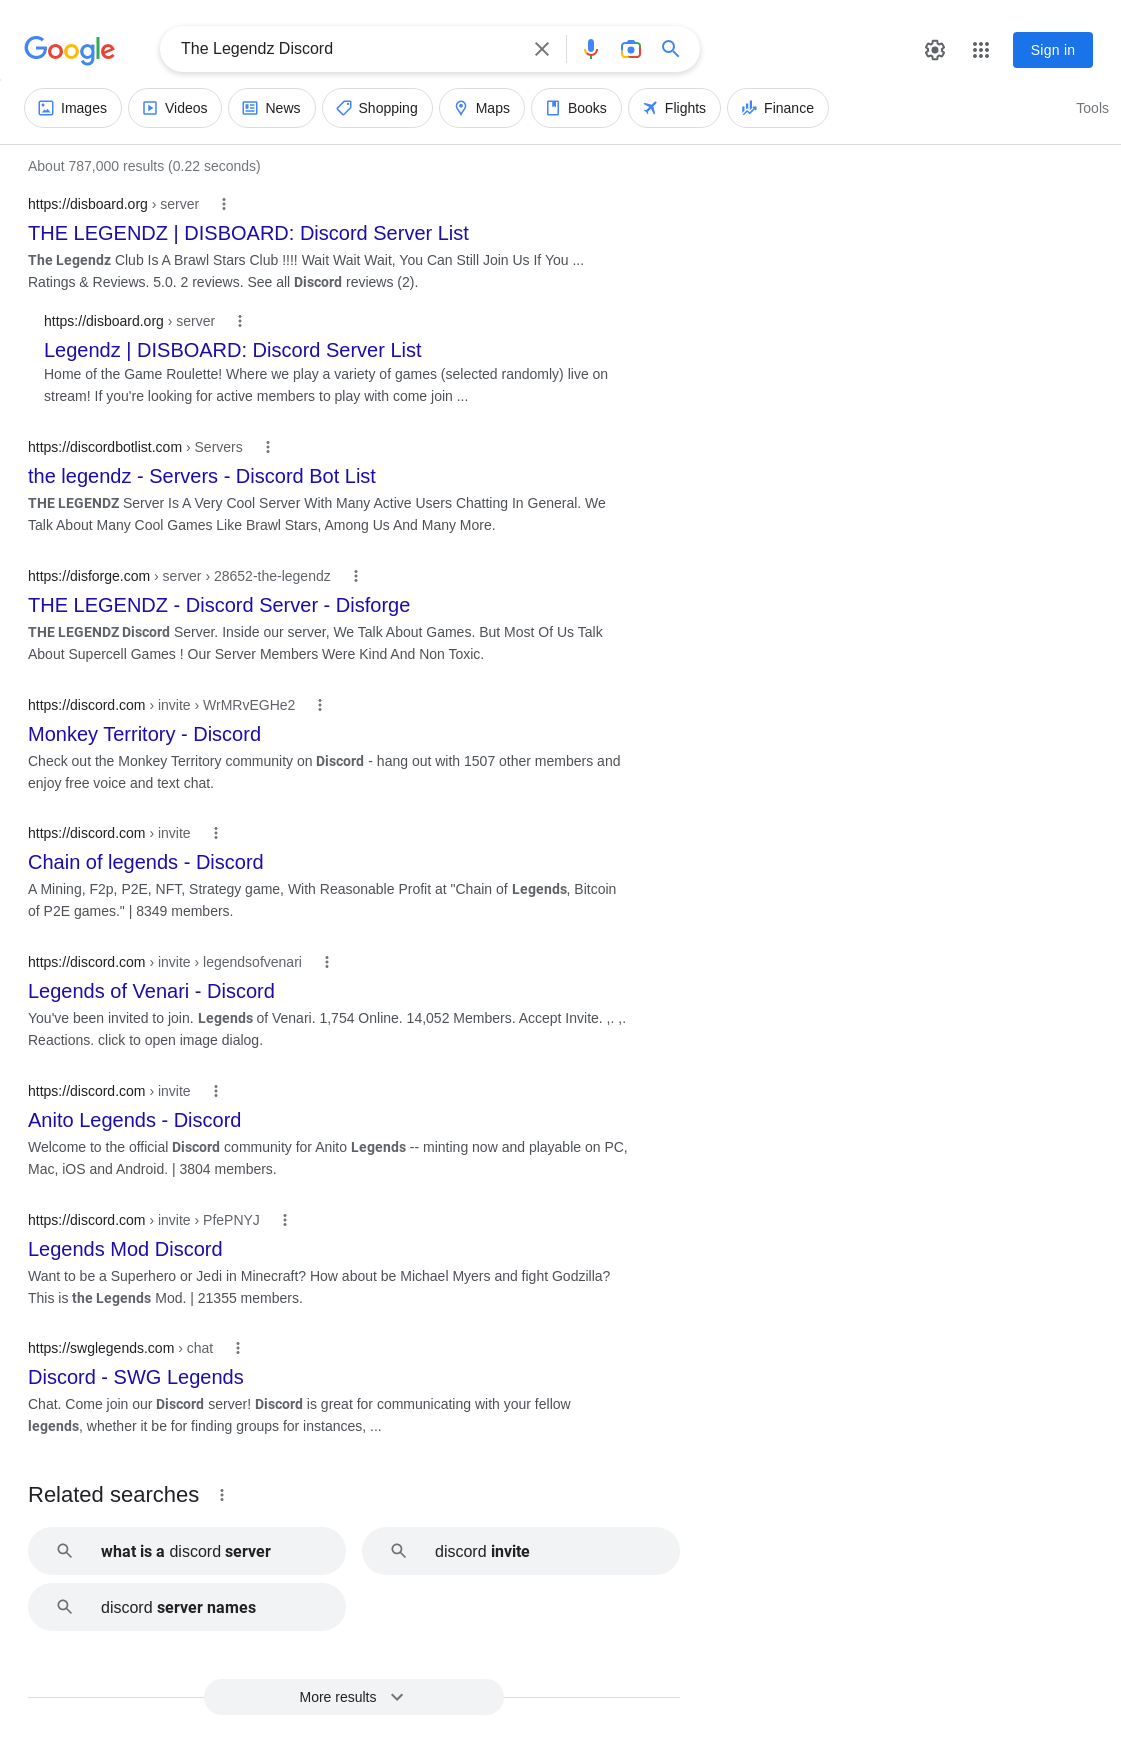 Google
The Legendz Discord
Sign in
Images Videos News Shopping Maps Books Flights Finance Tools
About 787,000 results (0.22 seconds)
https://disboard.org › server
THE LEGENDZ | DISBOARD: Discord Server List
The Legendz Club Is A Brawl Stars Club !!!! Wait Wait Wait, You Can Still Join Us If You ...
Ratings & Reviews. 5.0. 2 reviews. See all Discord reviews (2).
https://disboard.org › server
Legendz | DISBOARD: Discord Server List
Home of the Game Roulette! Where we play a variety of games (selected randomly) live on
stream! If you're looking for active members to play with come join ...
https://discordbotlist.com › Servers
the legendz - Servers - Discord Bot List
THE LEGENDZ Server Is A Very Cool Server With Many Active Users Chatting In General. We
Talk About Many Cool Games Like Brawl Stars, Among Us And Many More.
https://disforge.com › server › 28652-the-legendz
THE LEGENDZ - Discord Server - Disforge
THE LEGENDZ Discord Server. Inside our server, We Talk About Games. But Most Of Us Talk
About Supercell Games ! Our Server Members Were Kind And Non Toxic.
https://discord.com › invite › WrMRvEGHe2
Monkey Territory - Discord
Check out the Monkey Territory community on Discord - hang out with 1507 other members and
enjoy free voice and text chat.
https://discord.com › invite
Chain of legends - Discord
A Mining, F2p, P2E, NFT, Strategy game, With Reasonable Profit at "Chain of Legends, Bitcoin
of P2E games." | 8349 members.
https://discord.com › invite › legendsofvenari
Legends of Venari - Discord
You've been invited to join. Legends of Venari. 1,754 Online. 14,052 Members. Accept Invite. ,. ,.
Reactions. click to open image dialog.
https://discord.com › invite
Anito Legends - Discord
Welcome to the official Discord community for Anito Legends -- minting now and playable on PC,
Mac, iOS and Android. | 3804 members.
https://discord.com › invite › PfePNYJ
Legends Mod Discord
Want to be a Superhero or Jedi in Minecraft? How about be Michael Myers and fight Godzilla?
This is the Legends Mod. | 21355 members.
https://swglegends.com › chat
Discord - SWG Legends
Chat. Come join our Discord server! Discord is great for communicating with your fellow
legends, whether it be for finding groups for instances, ...
Related searches
what is a discord server
discord invite
discord server names
More results